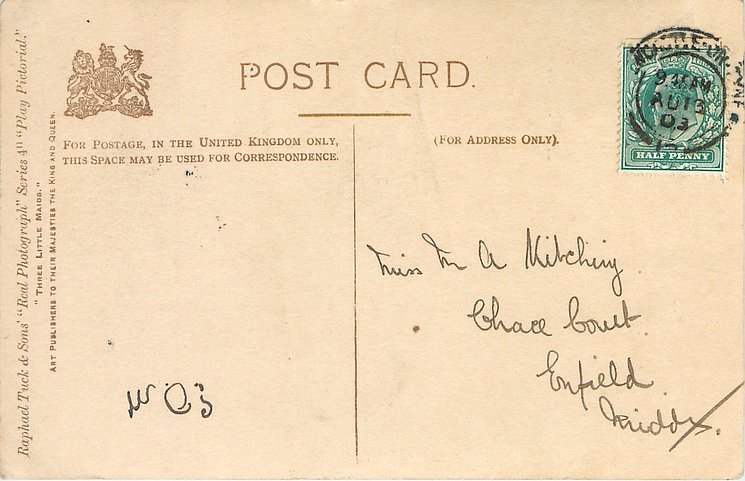 Raphael Tuck & Sons' "Real Photograph" Series 4" "Play Pictorial."
"Three Little Maids."
Art Publishers to Their Majesties the King and Queen.
POST CARD.
For Postage, in the United Kingdom only,
this Space may be used for Correspondence.
(For Address Only).
AU 13
03
HALF PENNY
Miss M A Kitching
Chace Court.
Enfield
Middx.